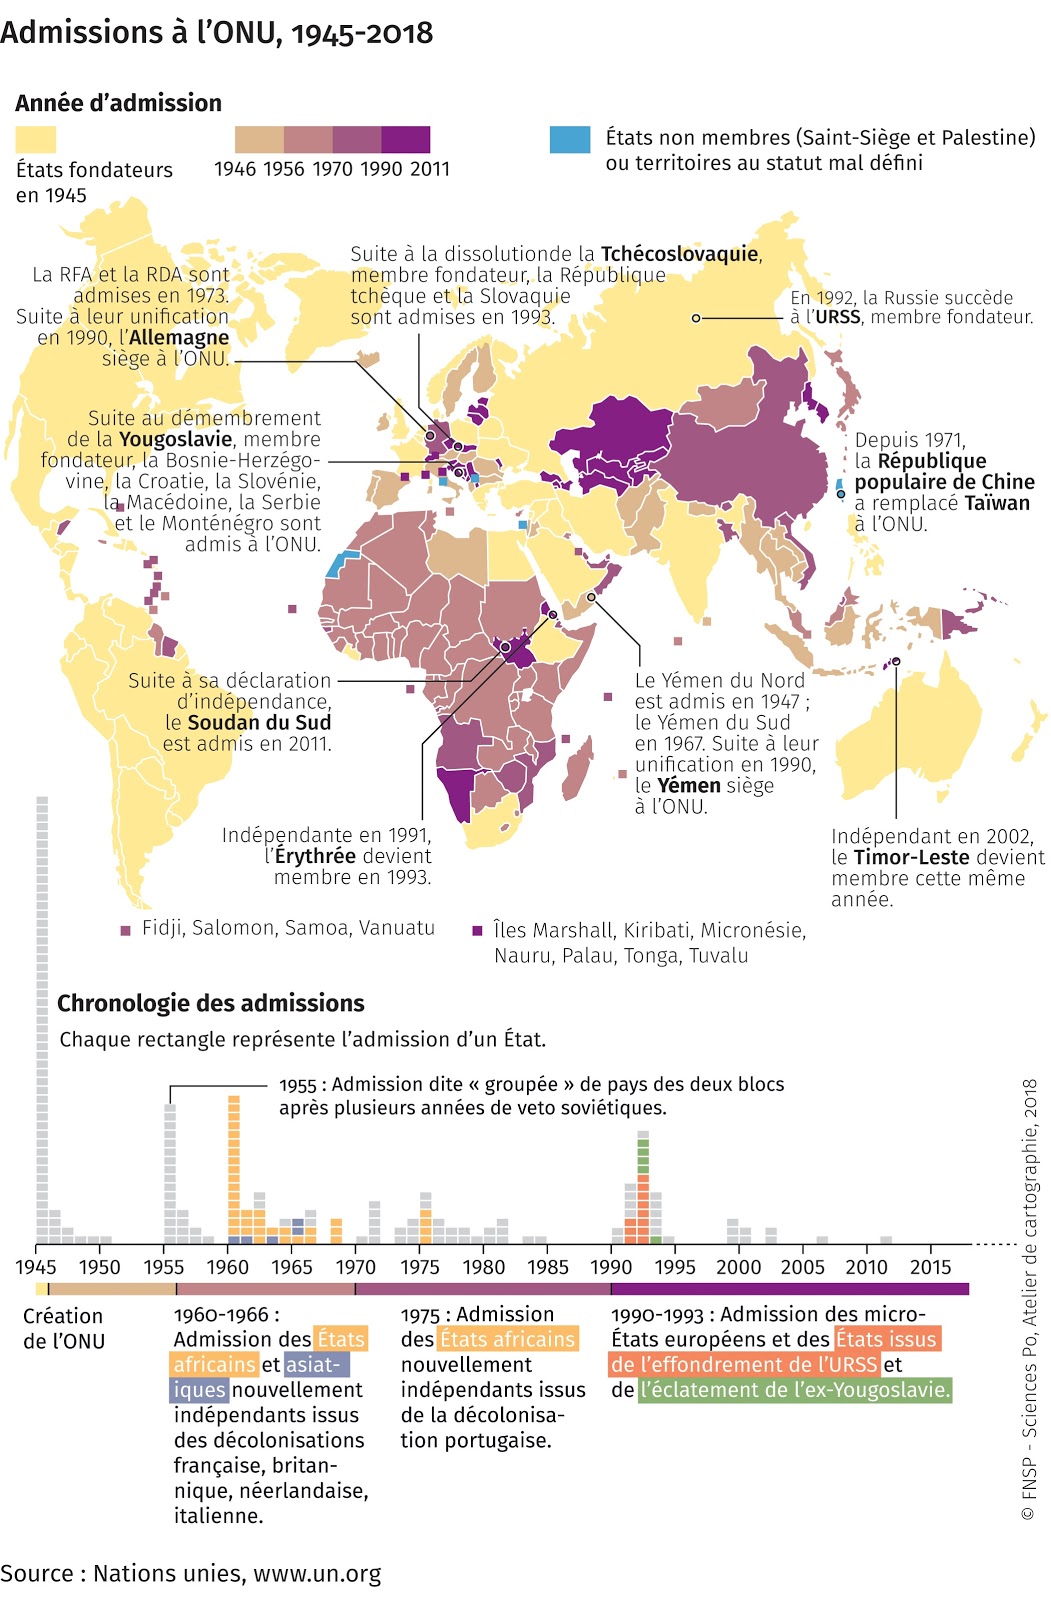 Admissions à l’ONU, 1945-2018
Année d’admission
États fondateurs
en 1945
1946 1956 1970 1990 2011
États non membres (Saint-Siège et Palestine)
ou territoires au statut mal défini
La RFA et la RDA sont
admises en 1973.
Suite à leur unification
en 1990, l’Allemagne
siège à l’ONU.
Suite à la dissolutionde la Tchécoslovaquie,
membre fondateur, la République
tchèque et la Slovaquie
sont admises en 1993.
En 1992, la Russie succède
à l’URSS, membre fondateur.
Suite au démembrement
de la Yougoslavie, membre
fondateur, la Bosnie-Herzégo-
vine, la Croatie, la Slovénie,
la Macédoine, la Serbie
et le Monténégro sont
admis à l’ONU.
Depuis 1971,
la République
populaire de Chine
a remplacé Taïwan
à l’ONU.
Suite à sa déclaration
d’indépendance,
le Soudan du Sud
est admis en 2011.
Le Yémen du Nord
est admis en 1947 ;
le Yémen du Sud
en 1967. Suite à leur
unification en 1990,
le Yémen siège
à l’ONU.
Indépendante en 1991,
l’Érythrée devient
membre en 1993.
Indépendant en 2002,
le Timor-Leste devient
membre cette même
année.
Fidji, Salomon, Samoa, Vanuatu
Îles Marshall, Kiribati, Micronésie,
Nauru, Palau, Tonga, Tuvalu
Chronologie des admissions
Chaque rectangle représente l’admission d’un État.
1955 : Admission dite « groupée » de pays des deux blocs
après plusieurs années de veto soviétiques.
1945 1950 1955 1960 1965 1970 1975 1980 1985 1990 1995 2000 2005 2010 2015
Création
de l’ONU
1960-1966 :
Admission des États
africains et asiat-
iques nouvellement
indépendants issus
des décolonisations
française, britan-
nique, néerlandaise,
italienne.
1975 : Admission
des États africains
nouvellement
indépendants issus
de la décolonisa-
tion portugaise.
1990-1993 : Admission des micro-
États européens et des États issus
de l’effondrement de l’URSS et
de l’éclatement de l’ex-Yougoslavie.
© FNSP - Sciences Po, Atelier de cartographie, 2018
Source : Nations unies, www.un.org